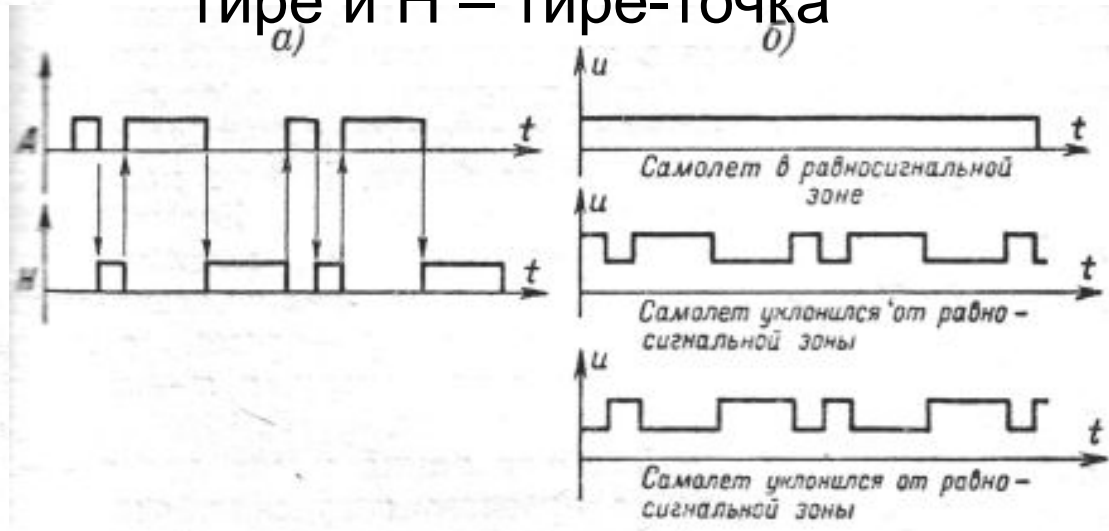 тире и Н – тире-точка
а)
б)
t
t
u
t
Самолет в равносигнальной
зоне
u
t
Самолет уклонился от равно-
сигнальной зоны
u
t
Самолет уклонился от равно-
сигнальной зоны